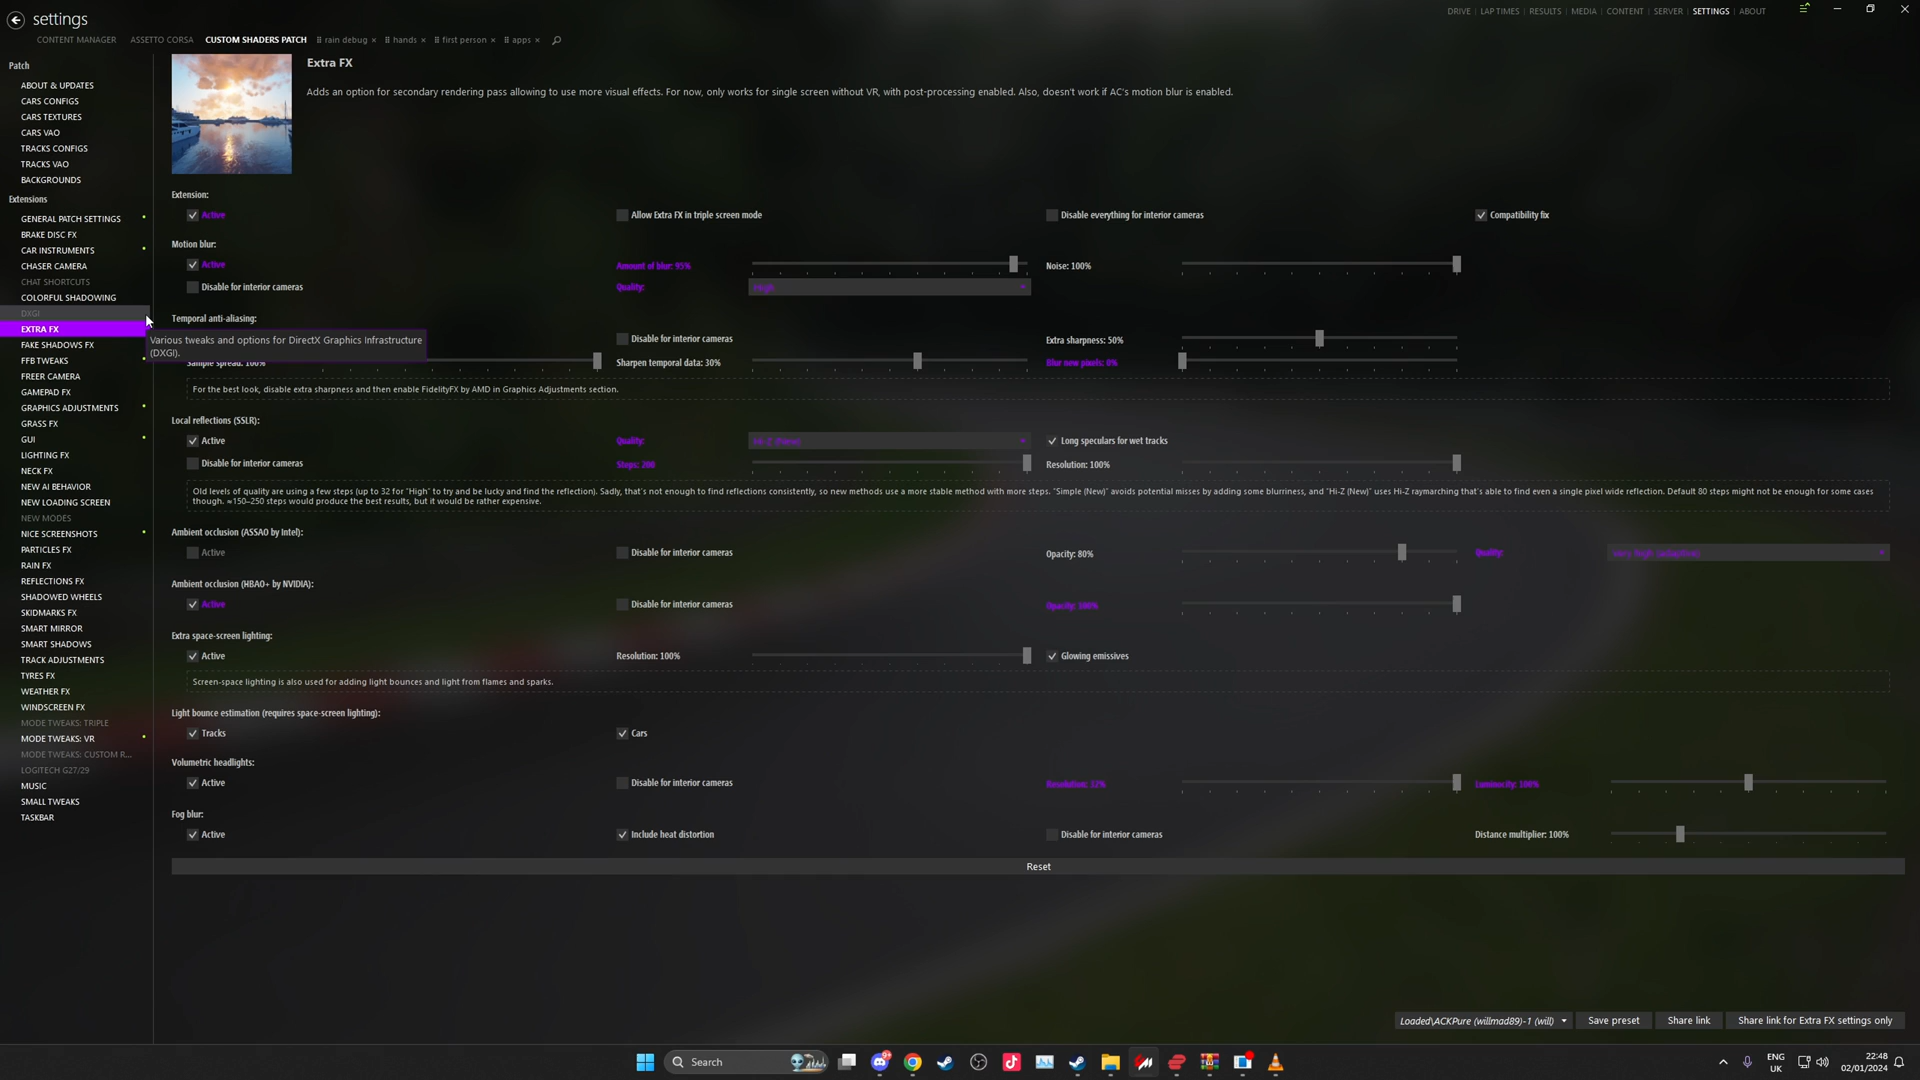 settings
DRIVE | LAP TIMES | RESULTS | MEDIA | CONTENT | SERVER | SETTINGS | ABOUT
CONTENT MANAGER ASSETTO CORSA CUSTOM SHADERS PATCH rain debug × hands × first person × apps ×
Patch
ABOUT & UPDATES
CARS CONFIGS
CARS TEXTURES
CARS VAO
TRACKS CONFIGS
TRACKS VAO
BACKGROUNDS
Extensions
GENERAL PATCH SETTINGS
BRAKE DISC FX
CAR INSTRUMENTS
CHASER CAMERA
CHAT SHORTCUTS
COLORFUL SHADOWING
DXGI
EXTRA FX
FAKE SHADOWS FX
FFB TWEAKS
FREER CAMERA
GAMEPAD FX
GRAPHICS ADJUSTMENTS
GRASS FX
GUI
LIGHTING FX
NECK FX
NEW AI BEHAVIOR
NEW LOADING SCREEN
NEW MODES
NICE SCREENSHOTS
PARTICLES FX
RAIN FX
REFLECTIONS FX
SHADOWED WHEELS
SKIDMARKS FX
SMART MIRROR
SMART SHADOWS
TRACK ADJUSTMENTS
TYRES FX
WEATHER FX
WINDSCREEN FX
MODE TWEAKS: TRIPLE
MODE TWEAKS: VR
MODE TWEAKS: CUSTOM R...
LOGITECH G27/29
MUSIC
SMALL TWEAKS
TASKBAR
Extra FX
Adds an option for secondary rendering pass allowing to use more visual effects. For now, only works for single screen without VR, with post-processing enabled. Also, doesn't work if AC's motion blur is enabled.
Extension:
Active Allow Extra FX in triple screen mode Disable everything for interior cameras Compatibility fix
Motion blur:
Active Amount of blur: 95% Noise: 100%
Disable for interior cameras Quality: High
Temporal anti-aliasing:
Disable for interior cameras Extra sharpness: 50%
Various tweaks and options for DirectX Graphics Infrastructure
(DXGI).
Sample spread: 100% Sharpen temporal data: 30% Blur new pixels: 0%
For the best look, disable extra sharpness and then enable FidelityFX by AMD in Graphics Adjustments section.
Local reflections (SSLR):
Active Quality: Hi-Z (New) Long speculars for wet tracks
Disable for interior cameras Steps: 200 Resolution: 100%
Old levels of quality are using a few steps (up to 32 for "High" to try and be lucky and find the reflection). Sadly, that's not enough to find reflections consistently, so new methods use a more stable method with more steps. "Simple (New)" avoids potential misses by adding some blurriness, and "Hi-Z (New)" uses Hi-Z raymarching that's able to find even a single pixel wide reflection. Default 80 steps might not be enough for some cases
though. ≈150–250 steps would produce the best results, but it would be rather expensive.
Ambient occlusion (ASSAO by Intel):
Active Disable for interior cameras Opacity: 80% Quality: Very high (adaptive)
Ambient occlusion (HBAO+ by NVIDIA):
Active Disable for interior cameras Opacity: 100%
Extra space-screen lighting:
Active Resolution: 100% Glowing emissives
Screen-space lighting is also used for adding light bounces and light from flames and sparks.
Light bounce estimation (requires space-screen lighting):
Tracks Cars
Volumetric headlights:
Active Disable for interior cameras Resolution: 32% Luminocity: 100%
Fog blur:
Active Include heat distortion Disable for interior cameras Distance multiplier: 100%
Reset
Loaded\ACKPure (willmad89)-1 (will) Save preset Share link Share link for Extra FX settings only
Search 9+ ENG
UK 22:48
02/01/2024